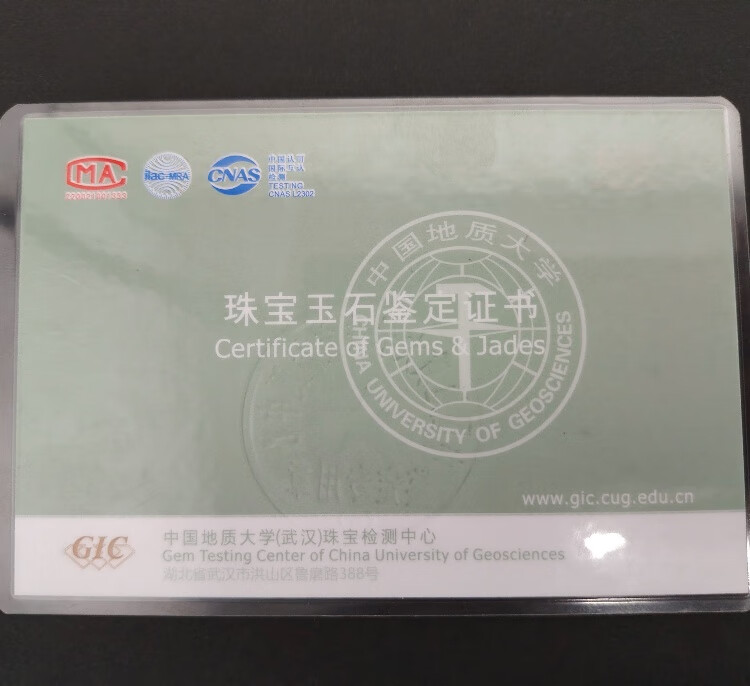 MA
ilac-MRA
CNAS
中国认可
国际互认
检测
TESTING
CNAS L2302
中国地质大学
珠宝玉石鉴定证书
Certificate of Gems & Jades
CHINA UNIVERSITY OF GEOSCIENCES
www.gic.cug.edu.cn
GIC
中国地质大学(武汉)珠宝检测中心
Gem Testing Center of China University of Geosciences
湖北省武汉市洪山区鲁磨路388号